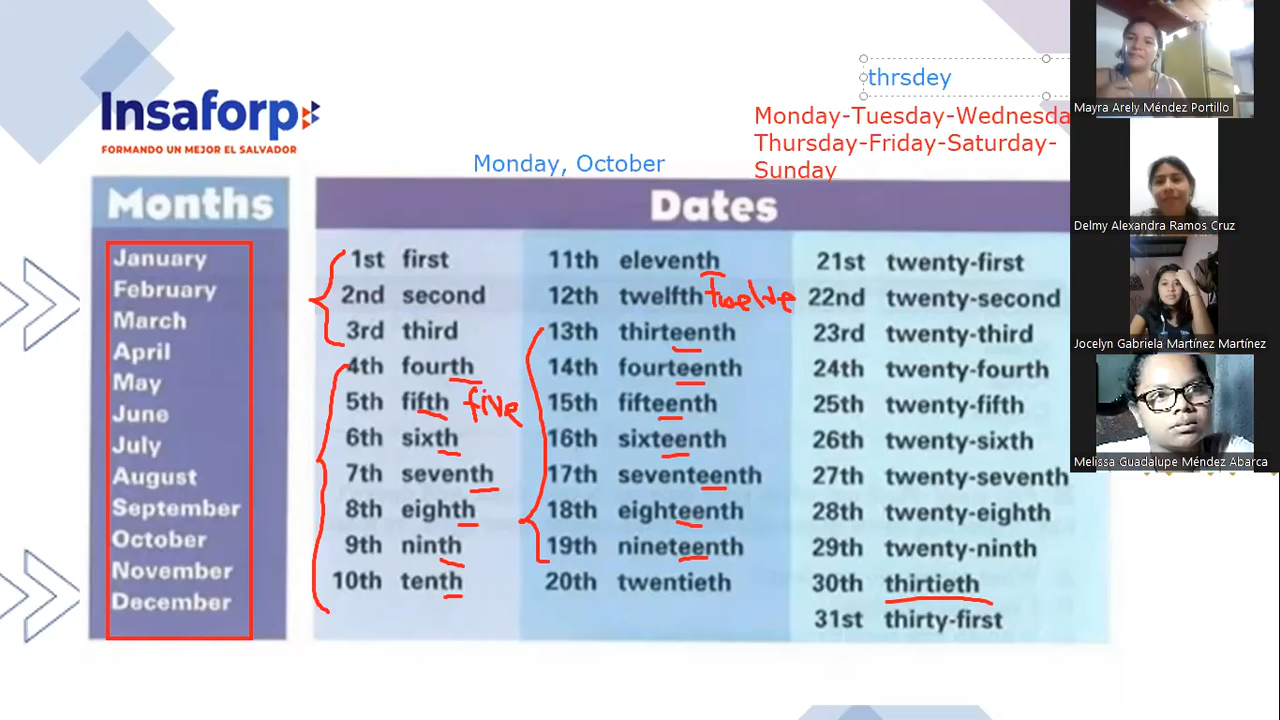 thrsdey
Monday-Tuesday-Wednesda
Thursday-Friday-Saturday-
Sunday
Insaforp
FORMANDO UN MEJOR EL SALVADOR
Monday, October
Months
January
February
March
April
May
June
July
August
September
October
November
December
Dates
1st first
2nd second
3rd third
4th fourth
5th fifth five
6th sixth
7th seventh
8th eighth
9th ninth
10th tenth
11th eleventh
12th twelfth twelve
13th thirteenth
14th fourteenth
15th fifteenth
16th sixteenth
17th seventeenth
18th eighteenth
19th nineteenth
20th twentieth
21st twenty-first
22nd twenty-second
23rd twenty-third
24th twenty-fourth
25th twenty-fifth
26th twenty-sixth
27th twenty-seventh
28th twenty-eighth
29th twenty-ninth
30th thirtieth
31st thirty-first
Mayra Arely Méndez Portillo
Delmy Alexandra Ramos Cruz
Jocelyn Gabriela Martínez Martínez
Melissa Guadalupe Méndez Abarca